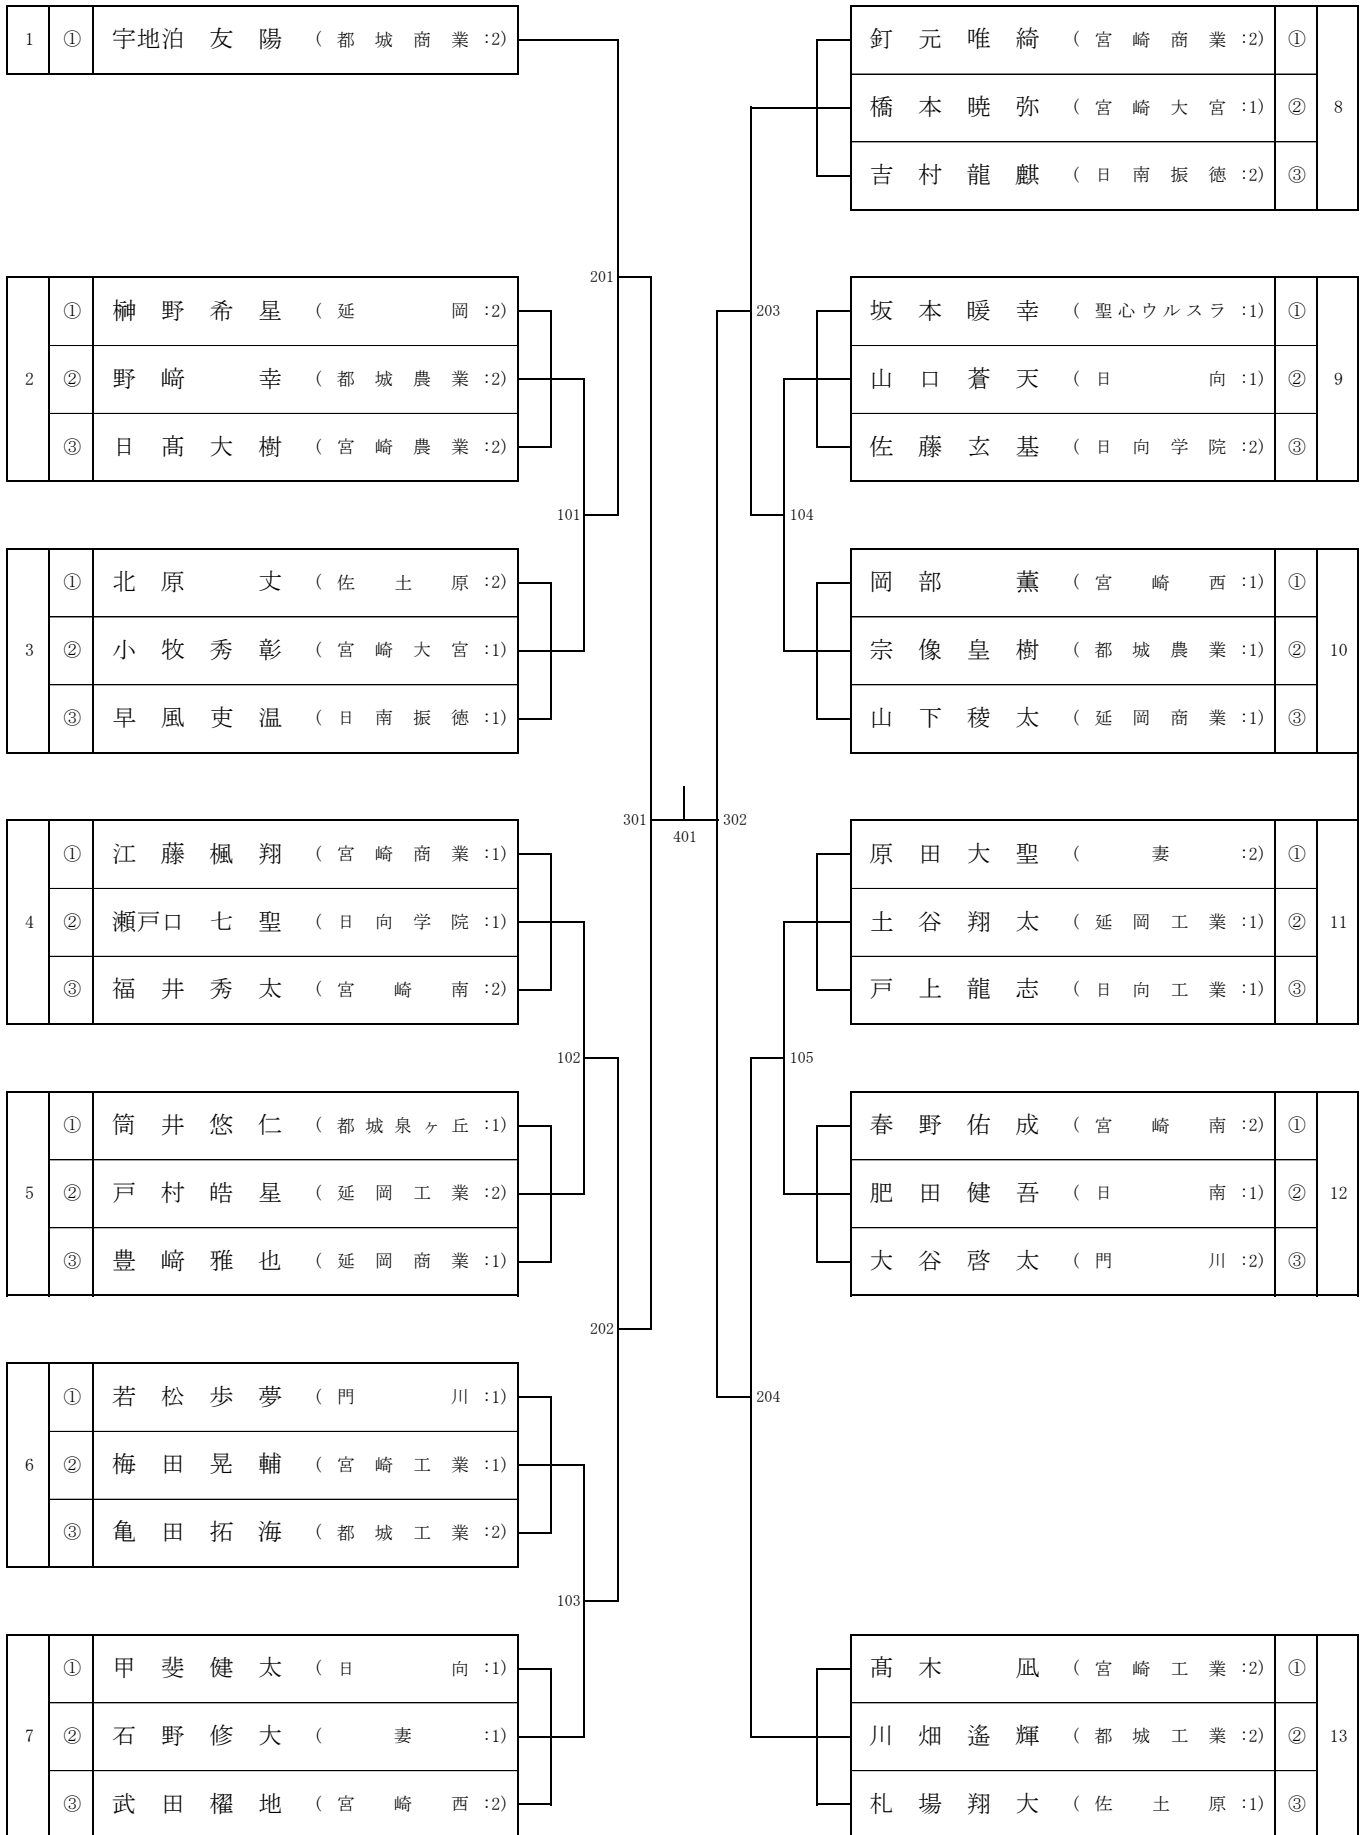 1 ① 宇地泊 友 陽 ( 都 城 商 業 :2)
201
2
① 榊 野 希 星 ( 延 岡 :2)
② 野 﨑 幸 ( 都 城 農 業 :2)
③ 日 髙 大 樹 ( 宮 崎 農 業 :2)
101
3
① 北 原 丈 ( 佐 土 原 :2)
② 小 牧 秀 彰 ( 宮 崎 大 宮 :1)
③ 早 風 吏 温 ( 日 南 振 徳 :1)
301
4
① 江 藤 楓 翔 ( 宮 崎 商 業 :1)
② 瀬戸口 七 聖 ( 日 向 学 院 :1)
③ 福 井 秀 太 ( 宮 崎 南 :2)
102
5
① 筒 井 悠 仁 ( 都 城 泉 ヶ 丘 :1)
② 戸 村 皓 星 ( 延 岡 工 業 :2)
③ 豊 﨑 雅 也 ( 延 岡 商 業 :1)
202
6
① 若 松 歩 夢 ( 門 川 :1)
② 梅 田 晃 輔 ( 宮 崎 工 業 :1)
③ 亀 田 拓 海 ( 都 城 工 業 :2)
103
7
① 甲 斐 健 太 ( 日 向 :1)
② 石 野 修 大 ( 妻 :1)
③ 武 田 櫂 地 ( 宮 崎 西 :2)
401
釘 元 唯 綺 ( 宮 崎 商 業 :2) ①
橋 本 暁 弥 ( 宮 崎 大 宮 :1) ②
吉 村 龍 麒 ( 日 南 振 徳 :2) ③
8
203
坂 本 暖 幸 ( 聖心ウルスラ :1) ①
山 口 蒼 天 ( 日 向 :1) ②
佐 藤 玄 基 ( 日 向 学 院 :2) ③
9
104
岡 部 薫 ( 宮 崎 西 :1) ①
宗 像 皇 樹 ( 都 城 農 業 :1) ②
山 下 稜 太 ( 延 岡 商 業 :1) ③
10
302
原 田 大 聖 ( 妻 :2) ①
土 谷 翔 太 ( 延 岡 工 業 :1) ②
戸 上 龍 志 ( 日 向 工 業 :1) ③
11
105
春 野 佑 成 ( 宮 崎 南 :2) ①
肥 田 健 吾 ( 日 南 :1) ②
大 谷 啓 太 ( 門 川 :2) ③
12
204
髙 木 凪 ( 宮 崎 工 業 :2) ①
川 畑 遙 輝 ( 都 城 工 業 :2) ②
札 場 翔 大 ( 佐 土 原 :1) ③
13